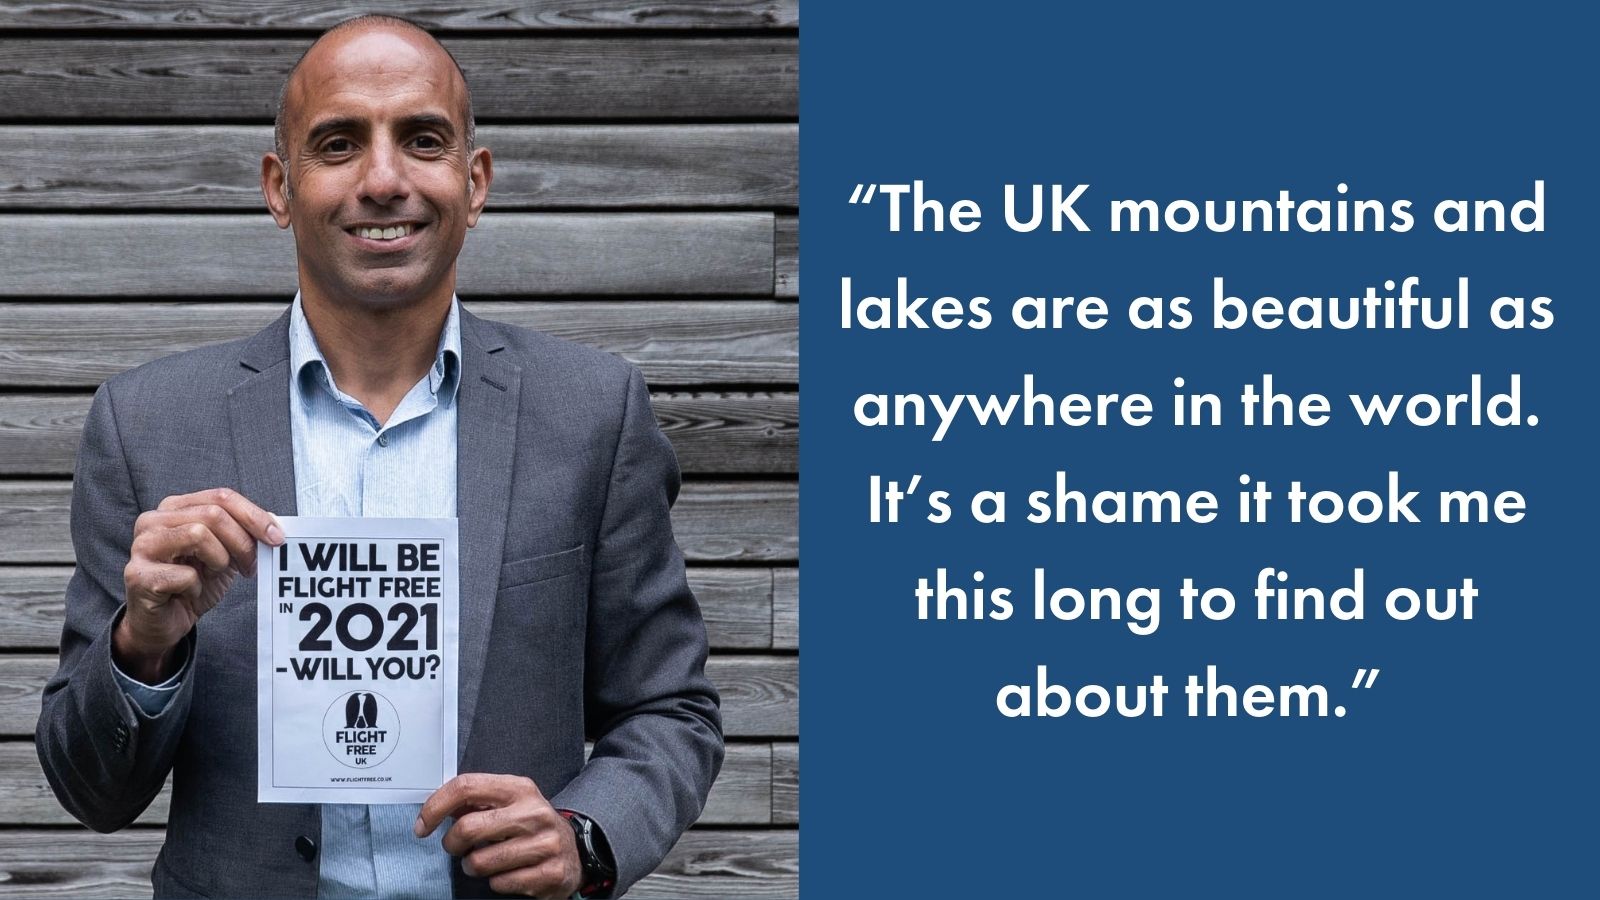 I WILL BE
FLIGHT FREE
IN 2021
-WILL YOU?
FLIGHT
FREE
UK
WWW.FLIGHTFREE.CO.UK
“The UK mountains and
lakes are as beautiful as
anywhere in the world.
It’s a shame it took me
this long to find out
about them.”